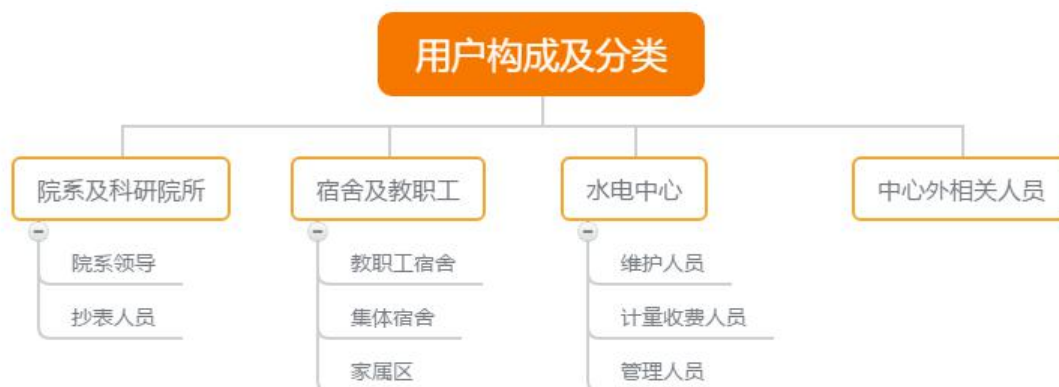 用户构成及分类
院系及科研院所
宿舍及教职工
水电中心
中心外相关人员
院系领导
抄表人员
教职工宿舍
集体宿舍
家属区
维护人员
计量收费人员
管理人员